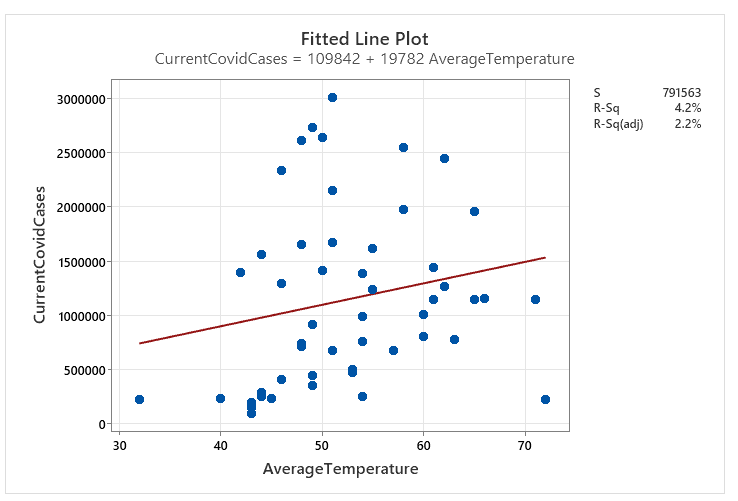 Fitted Line Plot
CurrentCovidCases = 109842 + 19782 AverageTemperature
S 791563
R-Sq 4.2%
R-Sq(adj) 2.2%
CurrentCovidCases
3000000
2500000
2000000
1500000
1000000
500000
0
30 40 50 60 70
AverageTemperature